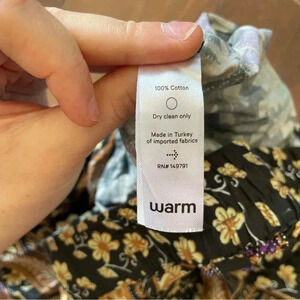 100% Cotton
Dry clean only
Made in Turkey
of imported fabrics
RN# 149791
warm